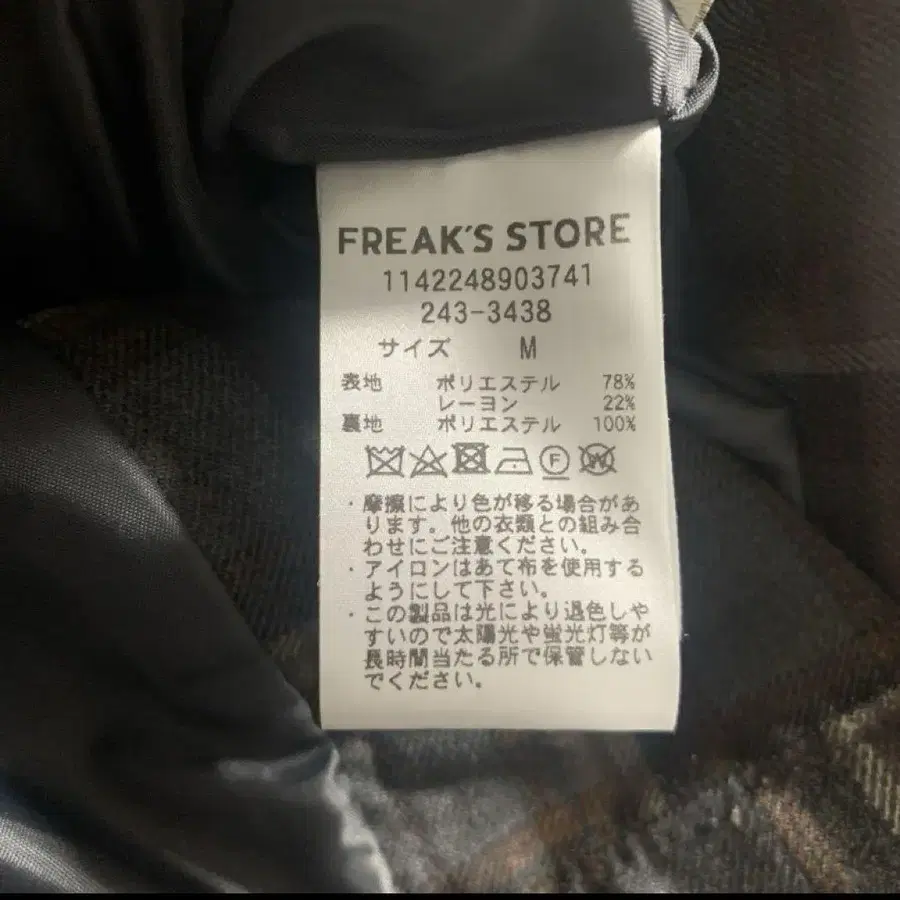 FREAK'S STORE
1142248903741
243-3438
サイズ M
表地 ポリエステル 78%
レーヨン 22%
裏地 ポリエステル 100%
F W
・摩擦により色が移る場合があ
ります。他の衣類との組み合
わせにご注意ください。
・アイロンはあて布を使用する
ようにして下さい。
・この製品は光により退色しや
すいので太陽光や蛍光灯等が
長時間当たる所で保管しない
でください。